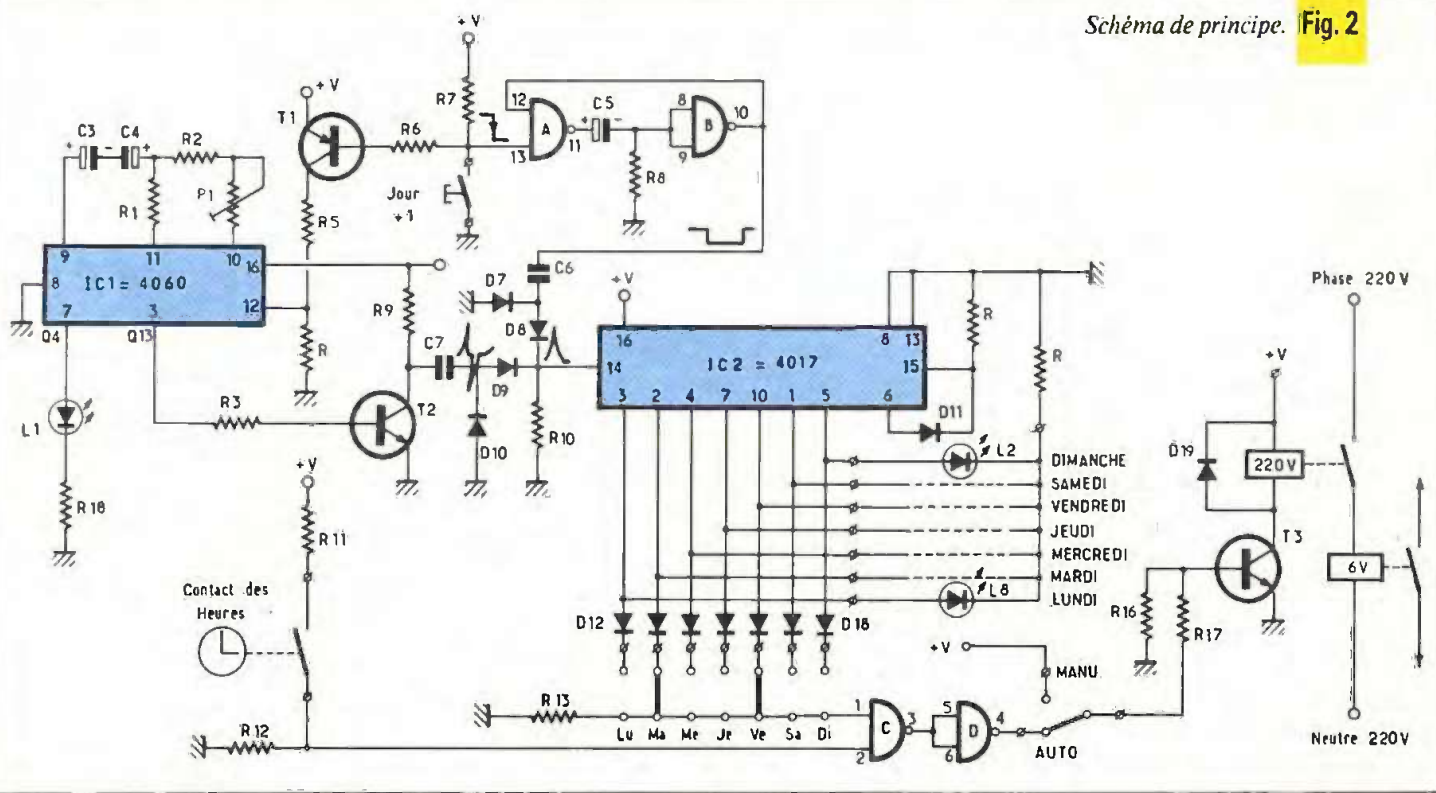 Schéma de principe. Fig. 2
+V
+V
R7
T1
C3
C4
R2
R6
12
13
A
11
C5
8
9
B
10
R8
R1
P1
R5
Jour
+1
9
11
10
16
8
IC1 = 4060
12
7
3
Q4
Q13
R
R9
C6
D7
D8
C7
D9
+V
16
8
13
14
IC2 = 4017
15
3
2
4
7
10
1
5
6
R
R
D11
L1
R3
T2
D10
R10
R18
+V
R11
L2
DIMANCHE
SAMEDI
VENDREDI
JEUDI
MERCREDI
MARDI
L8
LUNDI
Phase 220V
+V
D19
220V
T3
6V
R16
R17
Contact des
Heures
D12
D18
+V
MANU.
R13
Lu
Ma
Me
Je
Ve
Sa
Di
1
2
C
3
5
6
D
4
AUTO
R12
Neutre 220V